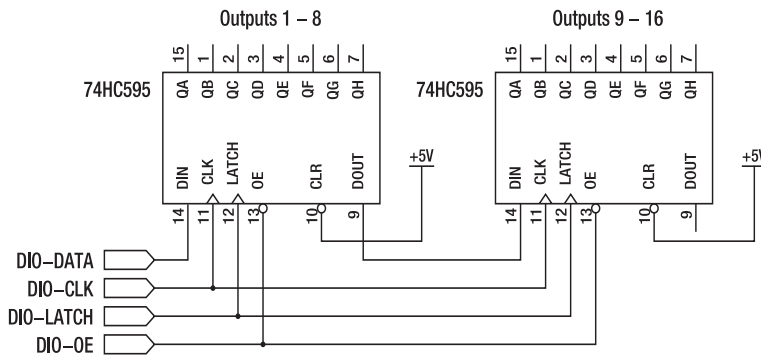 Outputs 1 – 8
Outputs 9 – 16
15 1 2 3 4 5 6 7
15 1 2 3 4 5 6 7
74HC595
QA QB QC QD QE QF QG QH
74HC595
QA QB QC QD QE QF QG QH
DIN CLK LATCH OE CLR DOUT
+5V
DIN CLK LATCH OE CLR DOUT
+5V
14 11 12 13 10 9
14 11 12 13 10 9
DIO–DATA
DIO–CLK
DIO–LATCH
DIO–OE